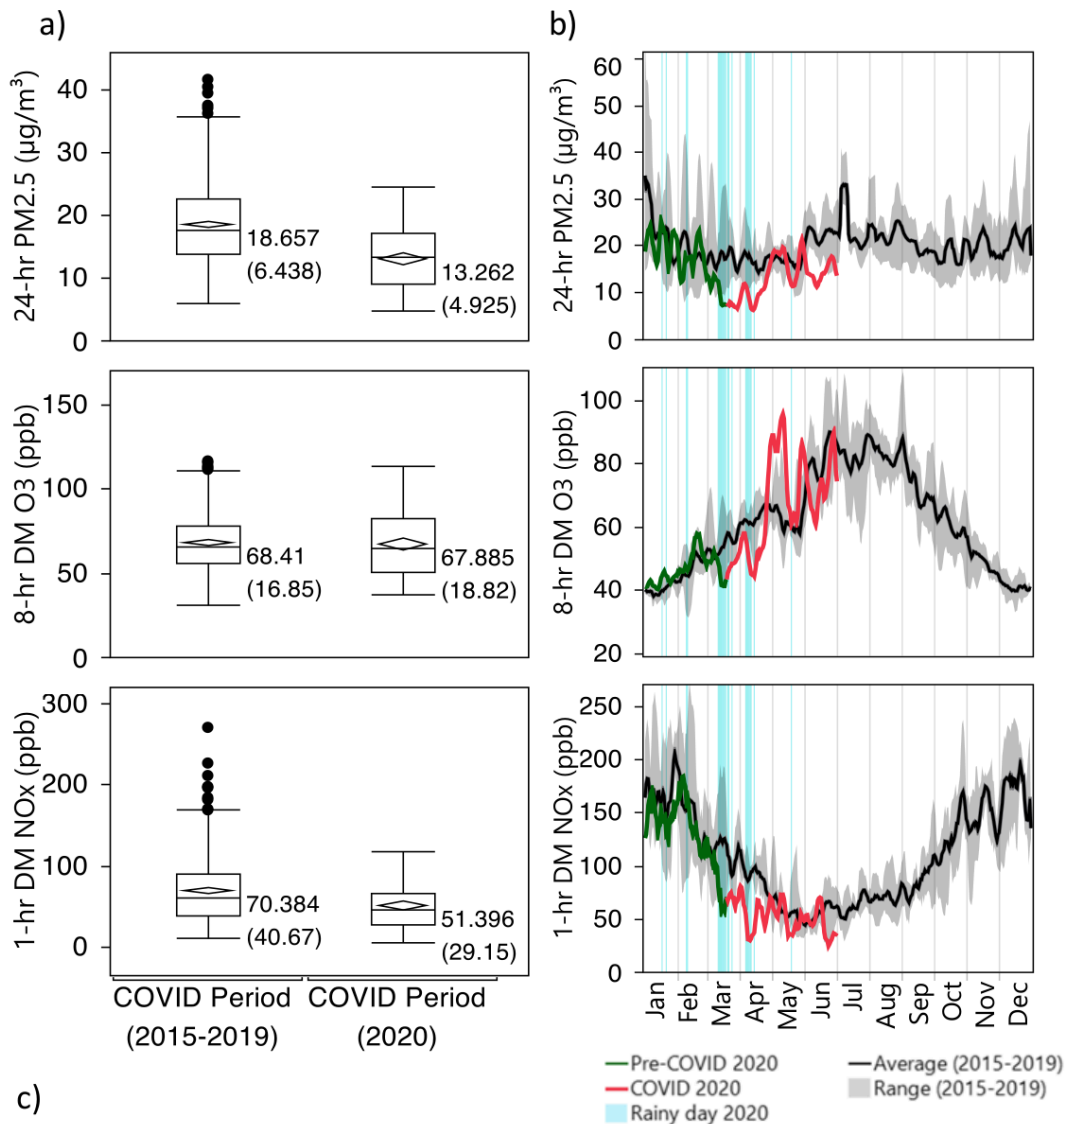 a)
24-hr PM2.5 (µg/m³)
40
30
20
10
0
18.657
(6.438)
13.262
(4.925)
8-hr DM O3 (ppb)
150
100
50
0
68.41
(16.85)
67.885
(18.82)
1-hr DM NOx (ppb)
300
200
100
0
70.384
(40.67)
51.396
(29.15)
COVID Period
(2015-2019)
COVID Period
(2020)
b)
24-hr PM2.5 (µg/m³)
60
50
40
30
20
10
0
8-hr DM O3 (ppb)
100
80
60
40
20
1-hr DM NOx (ppb)
250
200
150
100
50
0
Jan
Feb
Mar
Apr
May
Jun
Jul
Aug
Sep
Oct
Nov
Dec
Pre-COVID 2020
COVID 2020
Rainy day 2020
Average (2015-2019)
Range (2015-2019)
c)